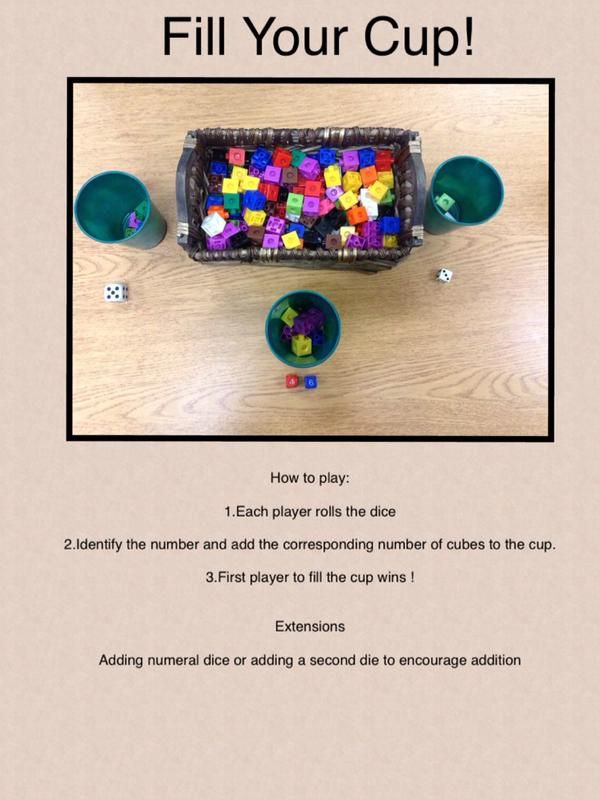 Fill Your Cup!
4 6
How to play:
1.Each player rolls the dice
2.Identify the number and add the corresponding number of cubes to the cup.
3.First player to fill the cup wins !
Extensions
Adding numeral dice or adding a second die to encourage addition